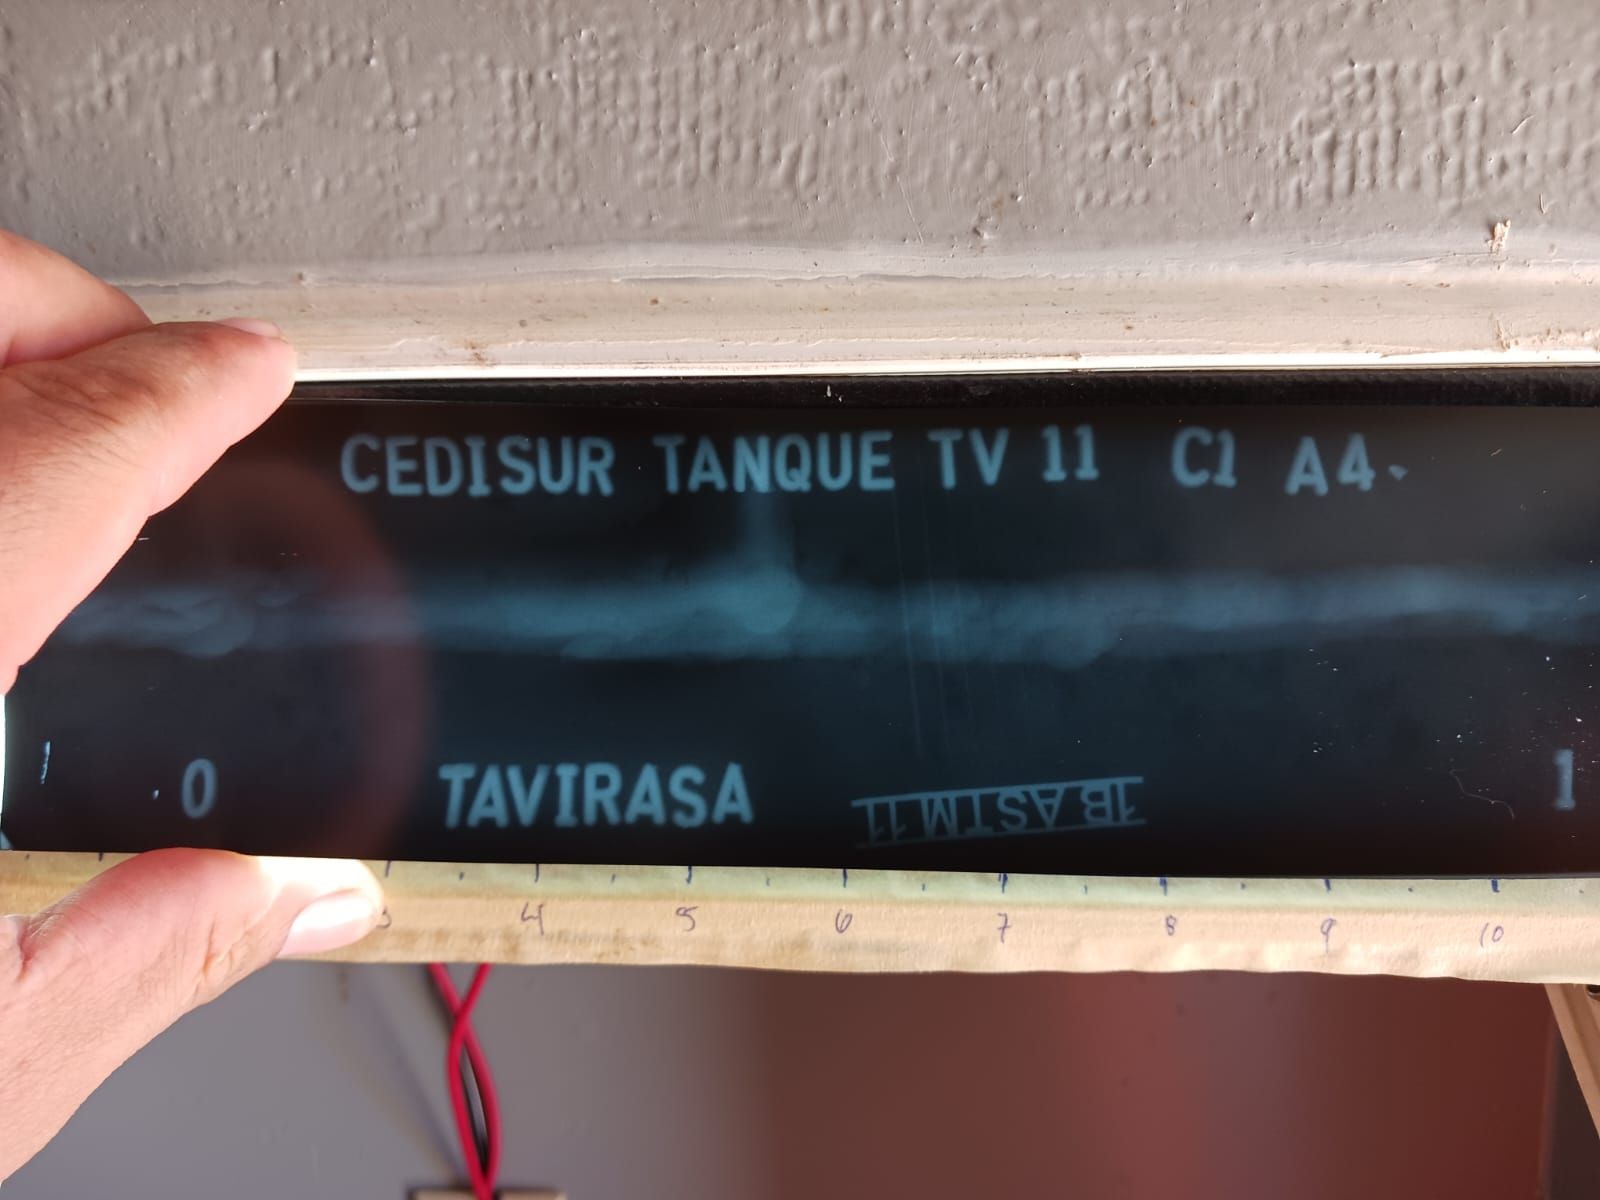 CEDISUR TANQUE TV 11 C1 A4
0 TAVIRASA 1B ASTM 11 1
3 4 5 6 7 8 9 10